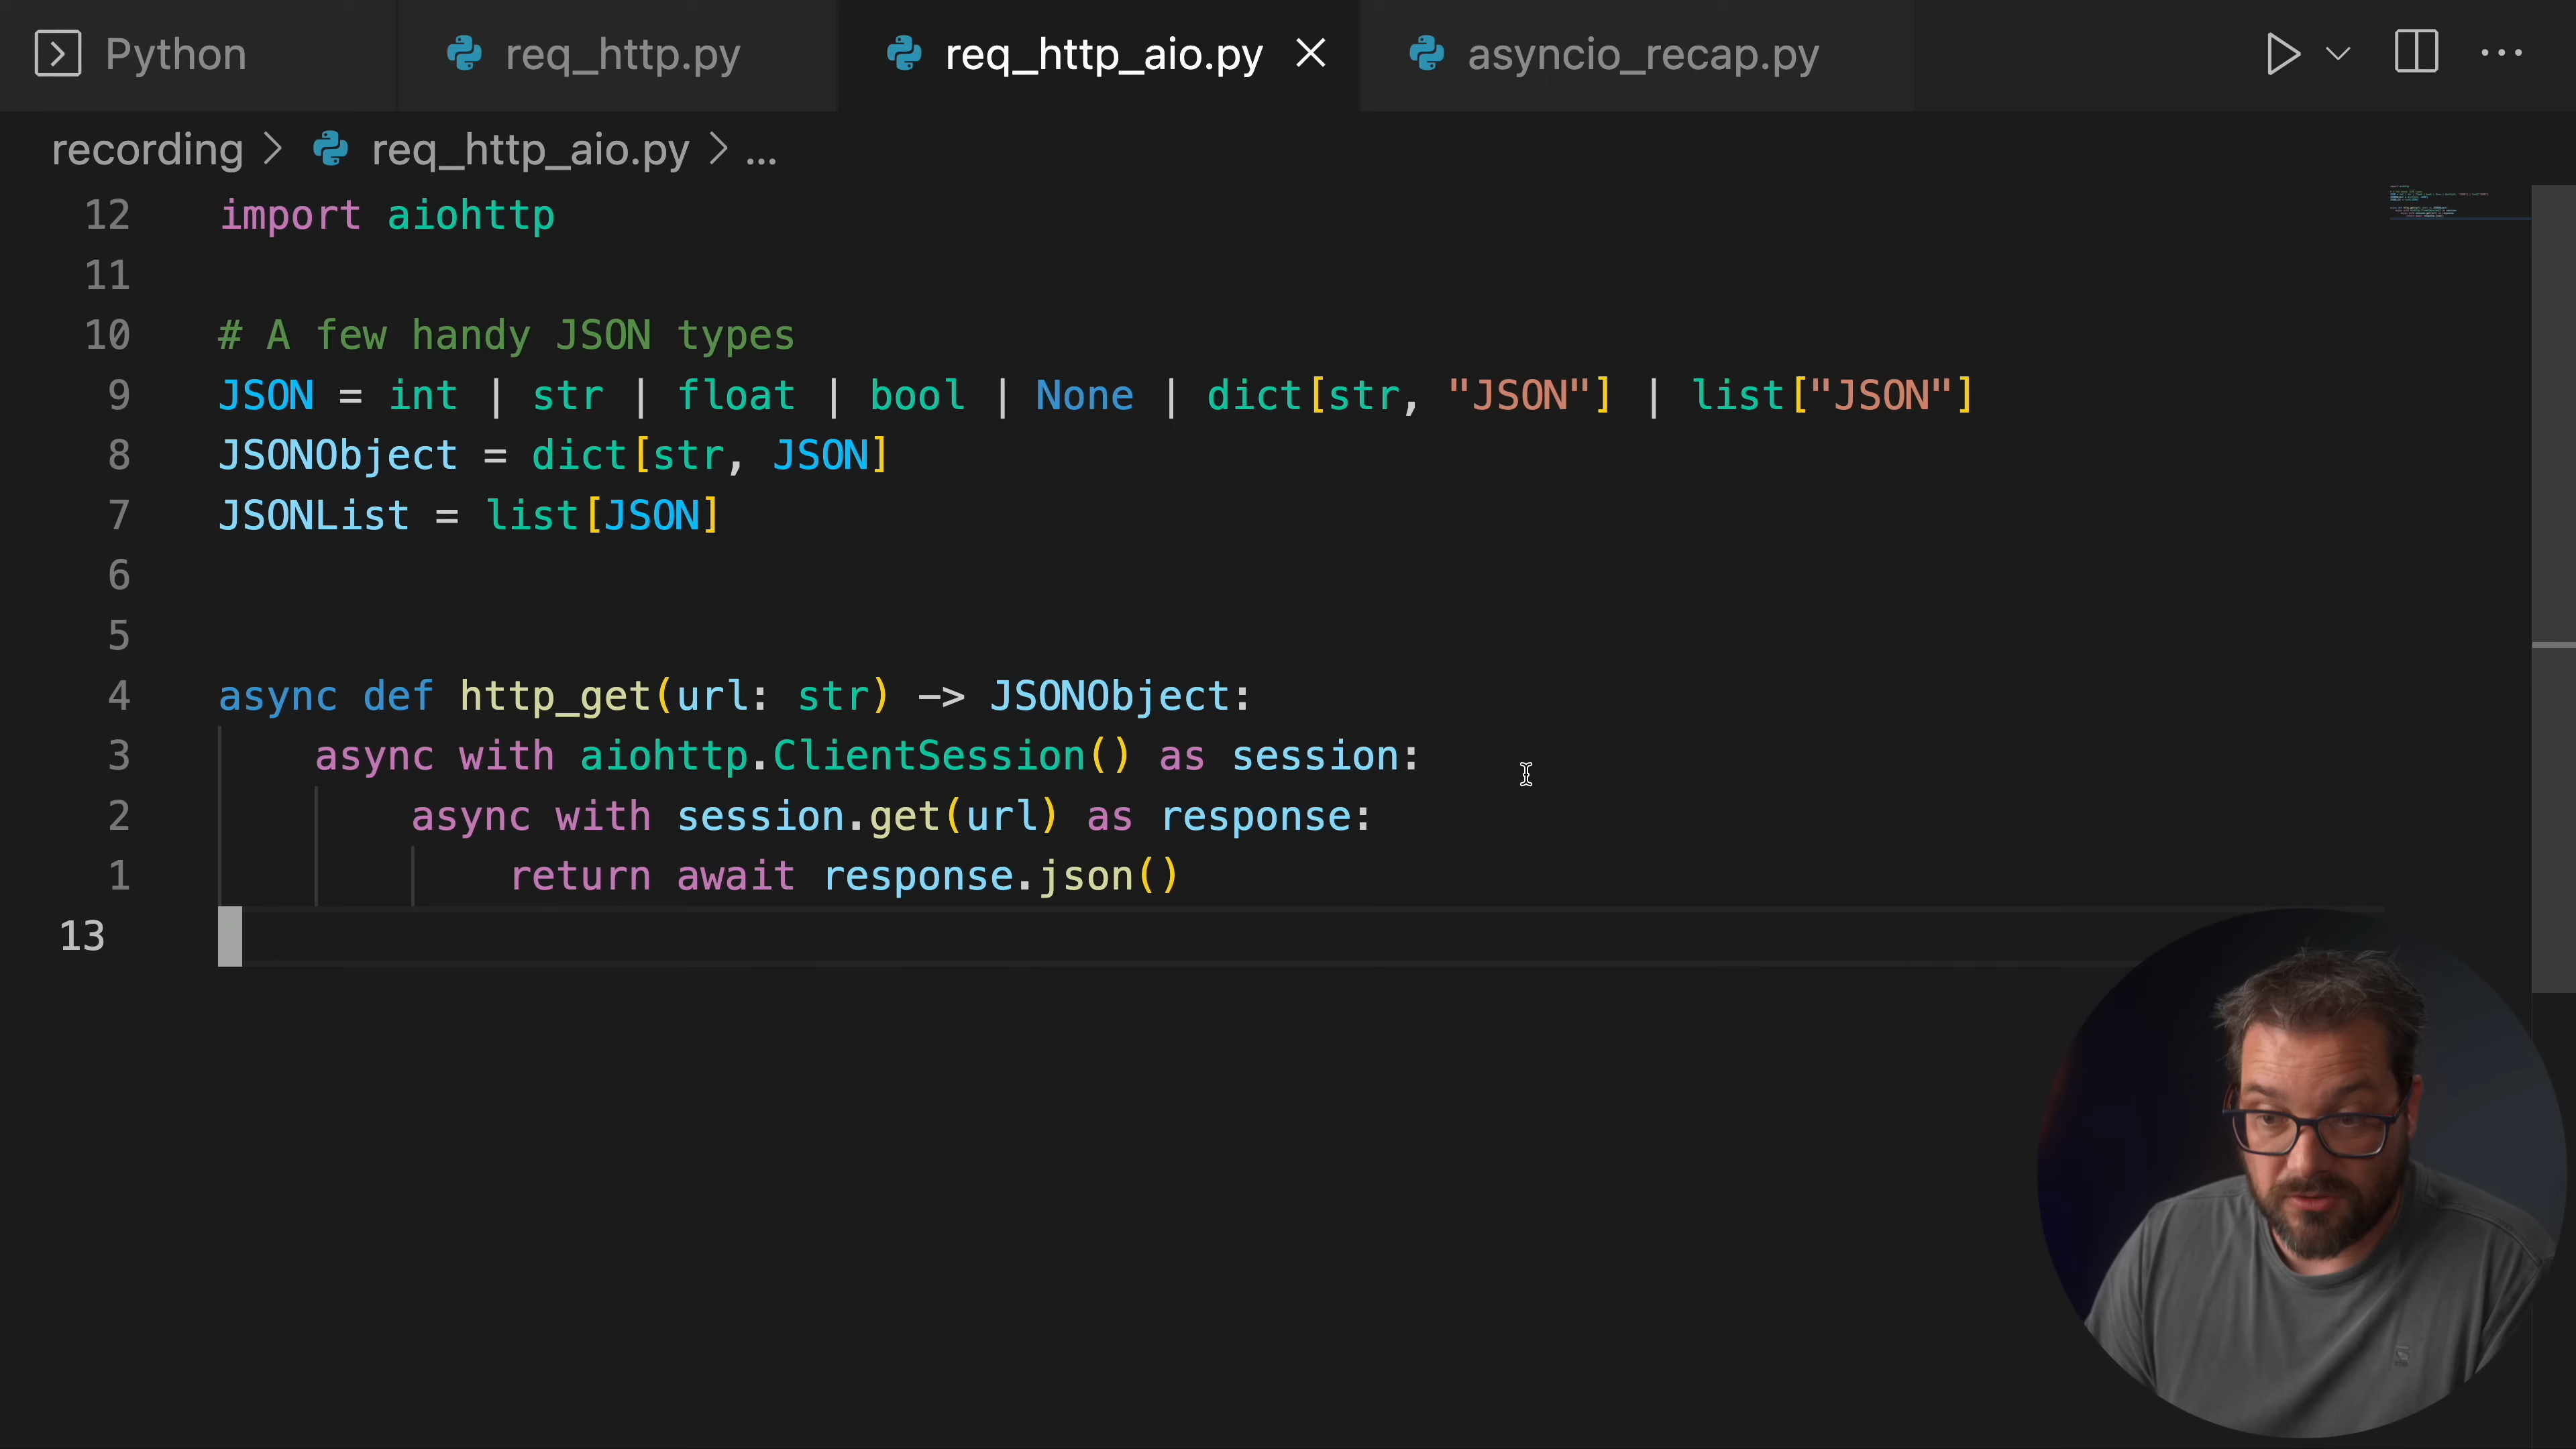 Python
req_http.py
req_http_aio.py
asyncio_recap.py
recording > req_http_aio.py > ...
12 import aiohttp
11
10 # A few handy JSON types
9 JSON = int | str | float | bool | None | dict[str, "JSON"] | list["JSON"]
8 JSONObject = dict[str, JSON]
7 JSONList = list[JSON]
6
5
4 async def http_get(url: str) -> JSONObject:
3 async with aiohttp.ClientSession() as session:
2 async with session.get(url) as response:
1 return await response.json()
13